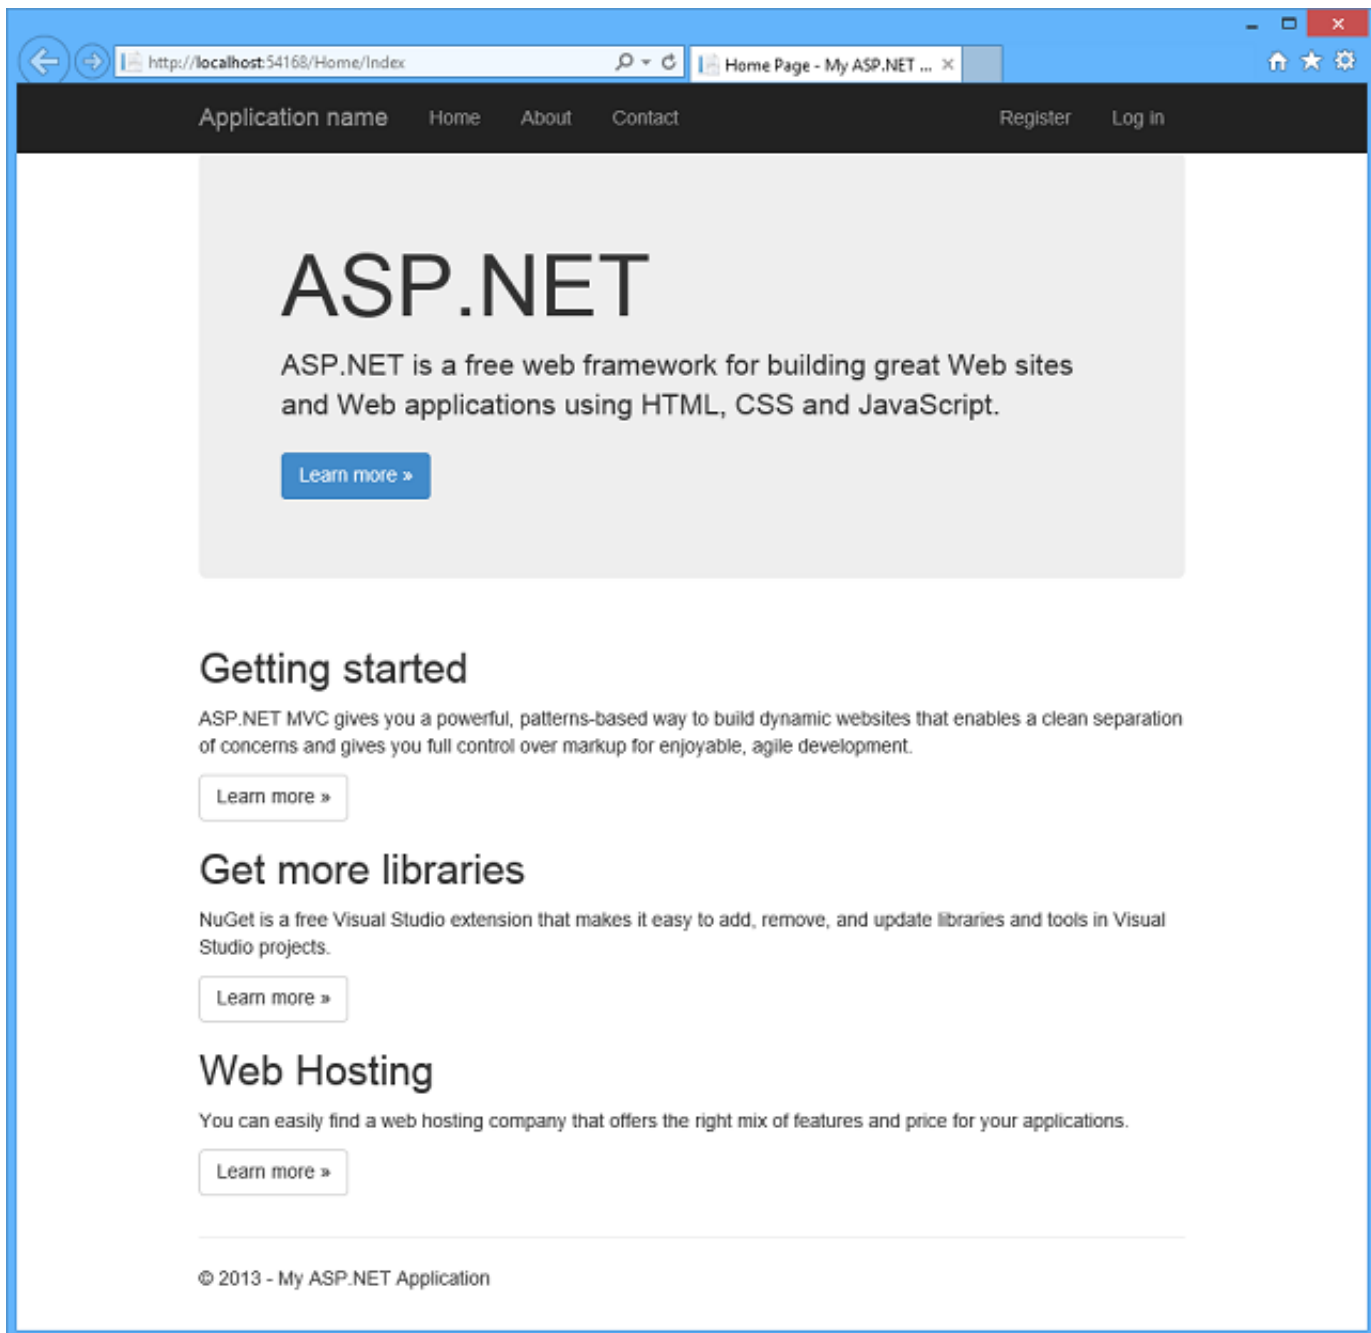 http://localhost:54168/Home/Index
Home Page - My ASP.NET ...
Application name Home About Contact Register Log in
ASP.NET
ASP.NET is a free web framework for building great Web sites
and Web applications using HTML, CSS and JavaScript.
Learn more »
Getting started
ASP.NET MVC gives you a powerful, patterns-based way to build dynamic websites that enables a clean separation
of concerns and gives you full control over markup for enjoyable, agile development.
Learn more »
Get more libraries
NuGet is a free Visual Studio extension that makes it easy to add, remove, and update libraries and tools in Visual
Studio projects.
Learn more »
Web Hosting
You can easily find a web hosting company that offers the right mix of features and price for your applications.
Learn more »
© 2013 - My ASP.NET Application